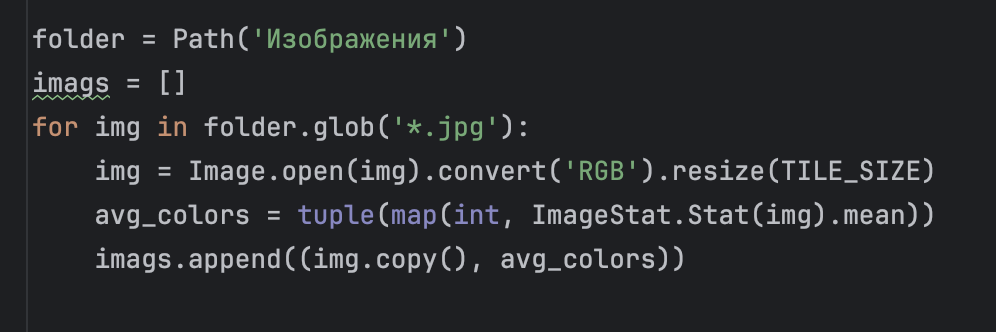 folder = Path('Изображения')
imags = []
for img in folder.glob('*.jpg'):
    img = Image.open(img).convert('RGB').resize(TILE_SIZE)
    avg_colors = tuple(map(int, ImageStat.Stat(img).mean))
    imags.append((img.copy(), avg_colors))